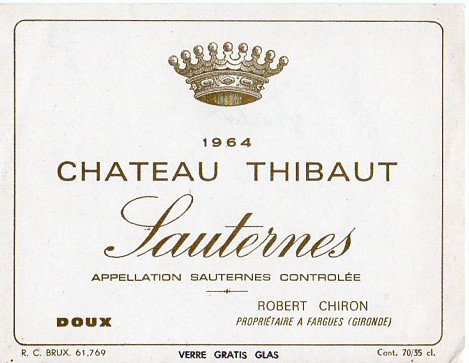 1964
CHATEAU THIBAUT
Sauternes
APPELLATION SAUTERNES CONTROLÉE
ROBERT CHIRON
DOUX PROPRIÉTAIRE A FARGUES (GIRONDE)
R. C. BRUX. 61,769 VERRE GRATIS GLAS Cont. 70/35 cl.